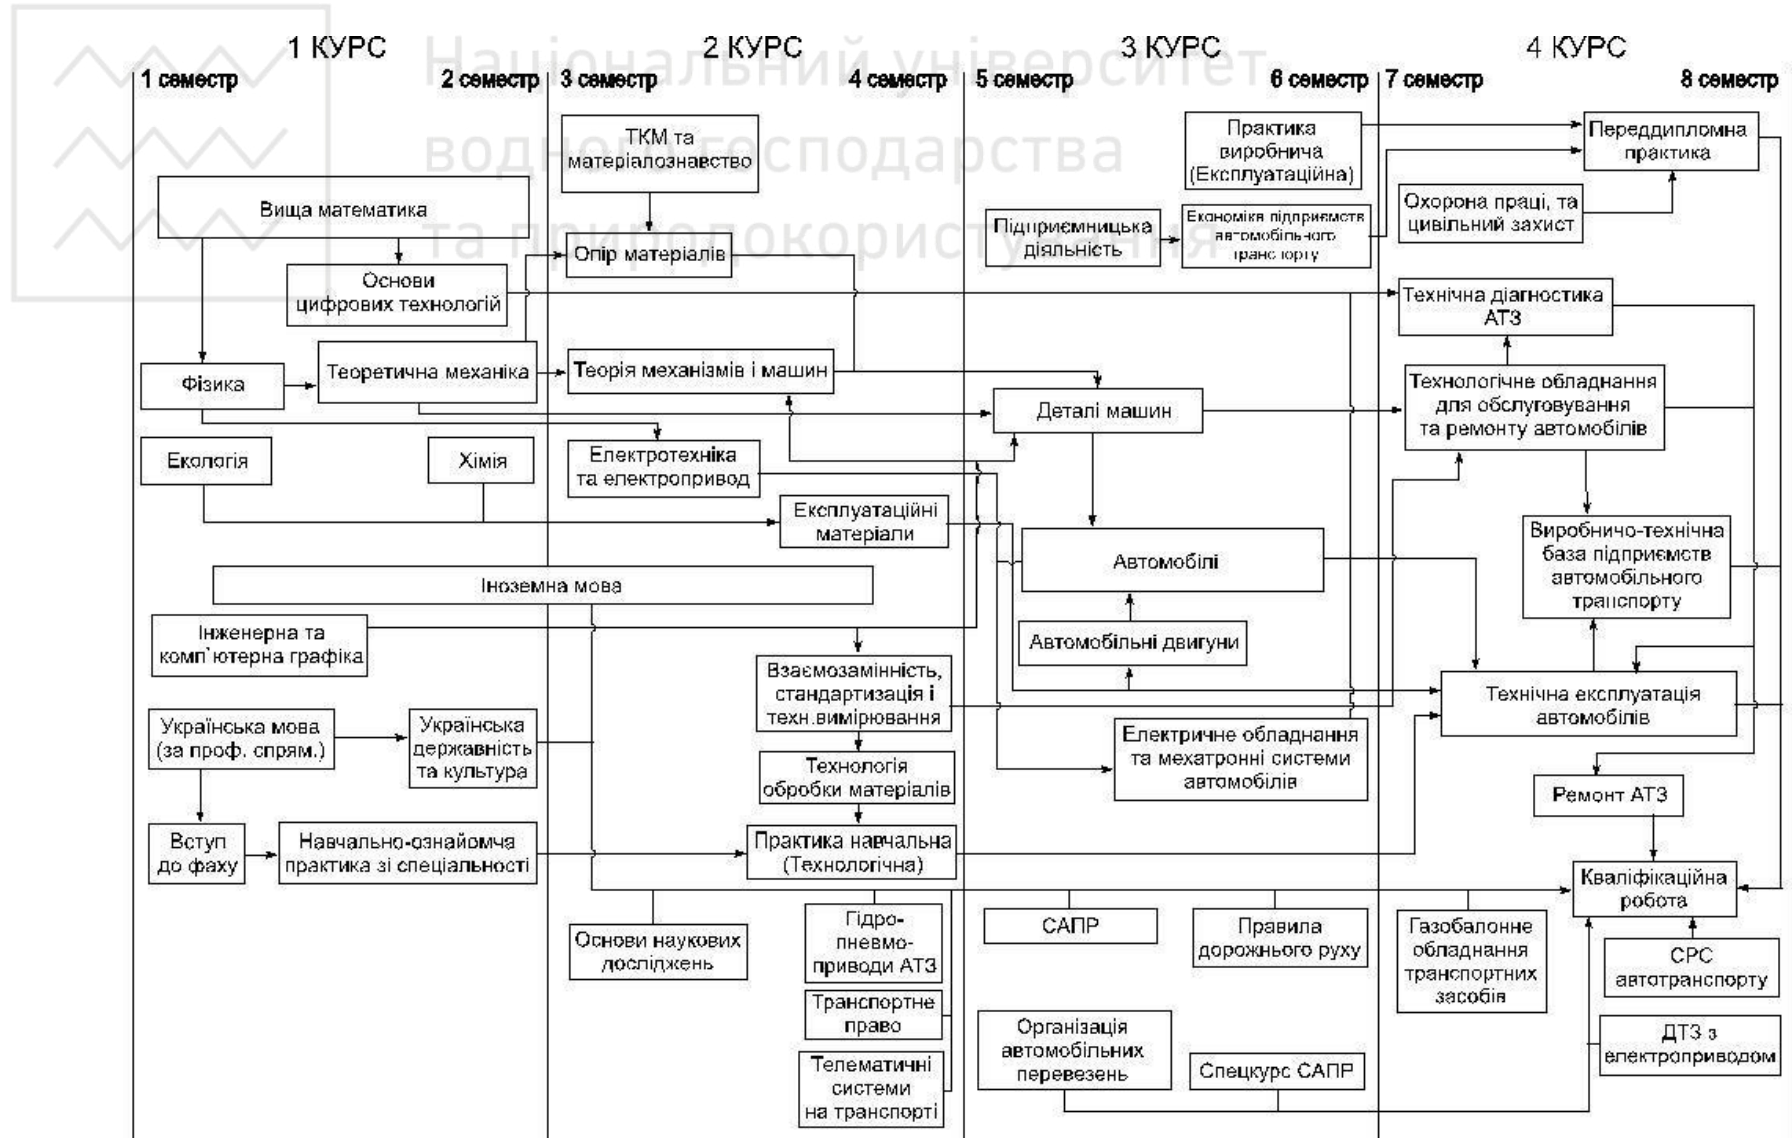 Національний університет
водного господарства
та природокористування
1 КУРС
2 КУРС
3 КУРС
4 КУРС
1 семестр
2 семестр
3 семестр
4 семестр
5 семестр
6 семестр
7 семестр
8 семестр
ТКМ та
матеріалознавство
Практика
виробнича
(Експлуатаційна)
Переддипломна
практика
Вища математика
Підприємницька
діяльність
Економіка підприємств
автомобільного
транспорту
Охорона праці, та
цивільний захист
Опір матеріалів
Основи
цифрових технологій
Технічна діагностика
АТЗ
Фізика
Теоретична механіка
Теорія механізмів і машин
Деталі машин
Технологічне обладнання
для обслуговування
та ремонту автомобілів
Екологія
Хімія
Електротехніка
та електропривод
Експлуатаційні
матеріали
Автомобілі
Виробничо-технічна
база підприємств
автомобільного
транспорту
Іноземна мова
Інженерна та
комп`ютерна графіка
Автомобільні двигуни
Взаємозамінність,
стандартизація і
техн.вимірювання
Технічна експлуатація
автомобілів
Українська мова
(за проф. спрям.)
Українська
державність
та культура
Електричне обладнання
та мехатронні системи
автомобілів
Технологія
обробки матеріалів
Ремонт АТЗ
Вступ
до фаху
Навчально-ознайомча
практика зі спеціальності
Практика навчальна
(Технологічна)
Кваліфікаційна
робота
Основи наукових
досліджень
Гідро-
пневмо-
приводи АТЗ
САПР
Правила
дорожнього руху
Газобалонне
обладнання
транспортних
засобів
СРС
автотранспорту
Транспортне
право
Організація
автомобільних
перевезень
ДТЗ з
електроприводом
Телематичні
системи
на транспорті
Спецкурс САПР